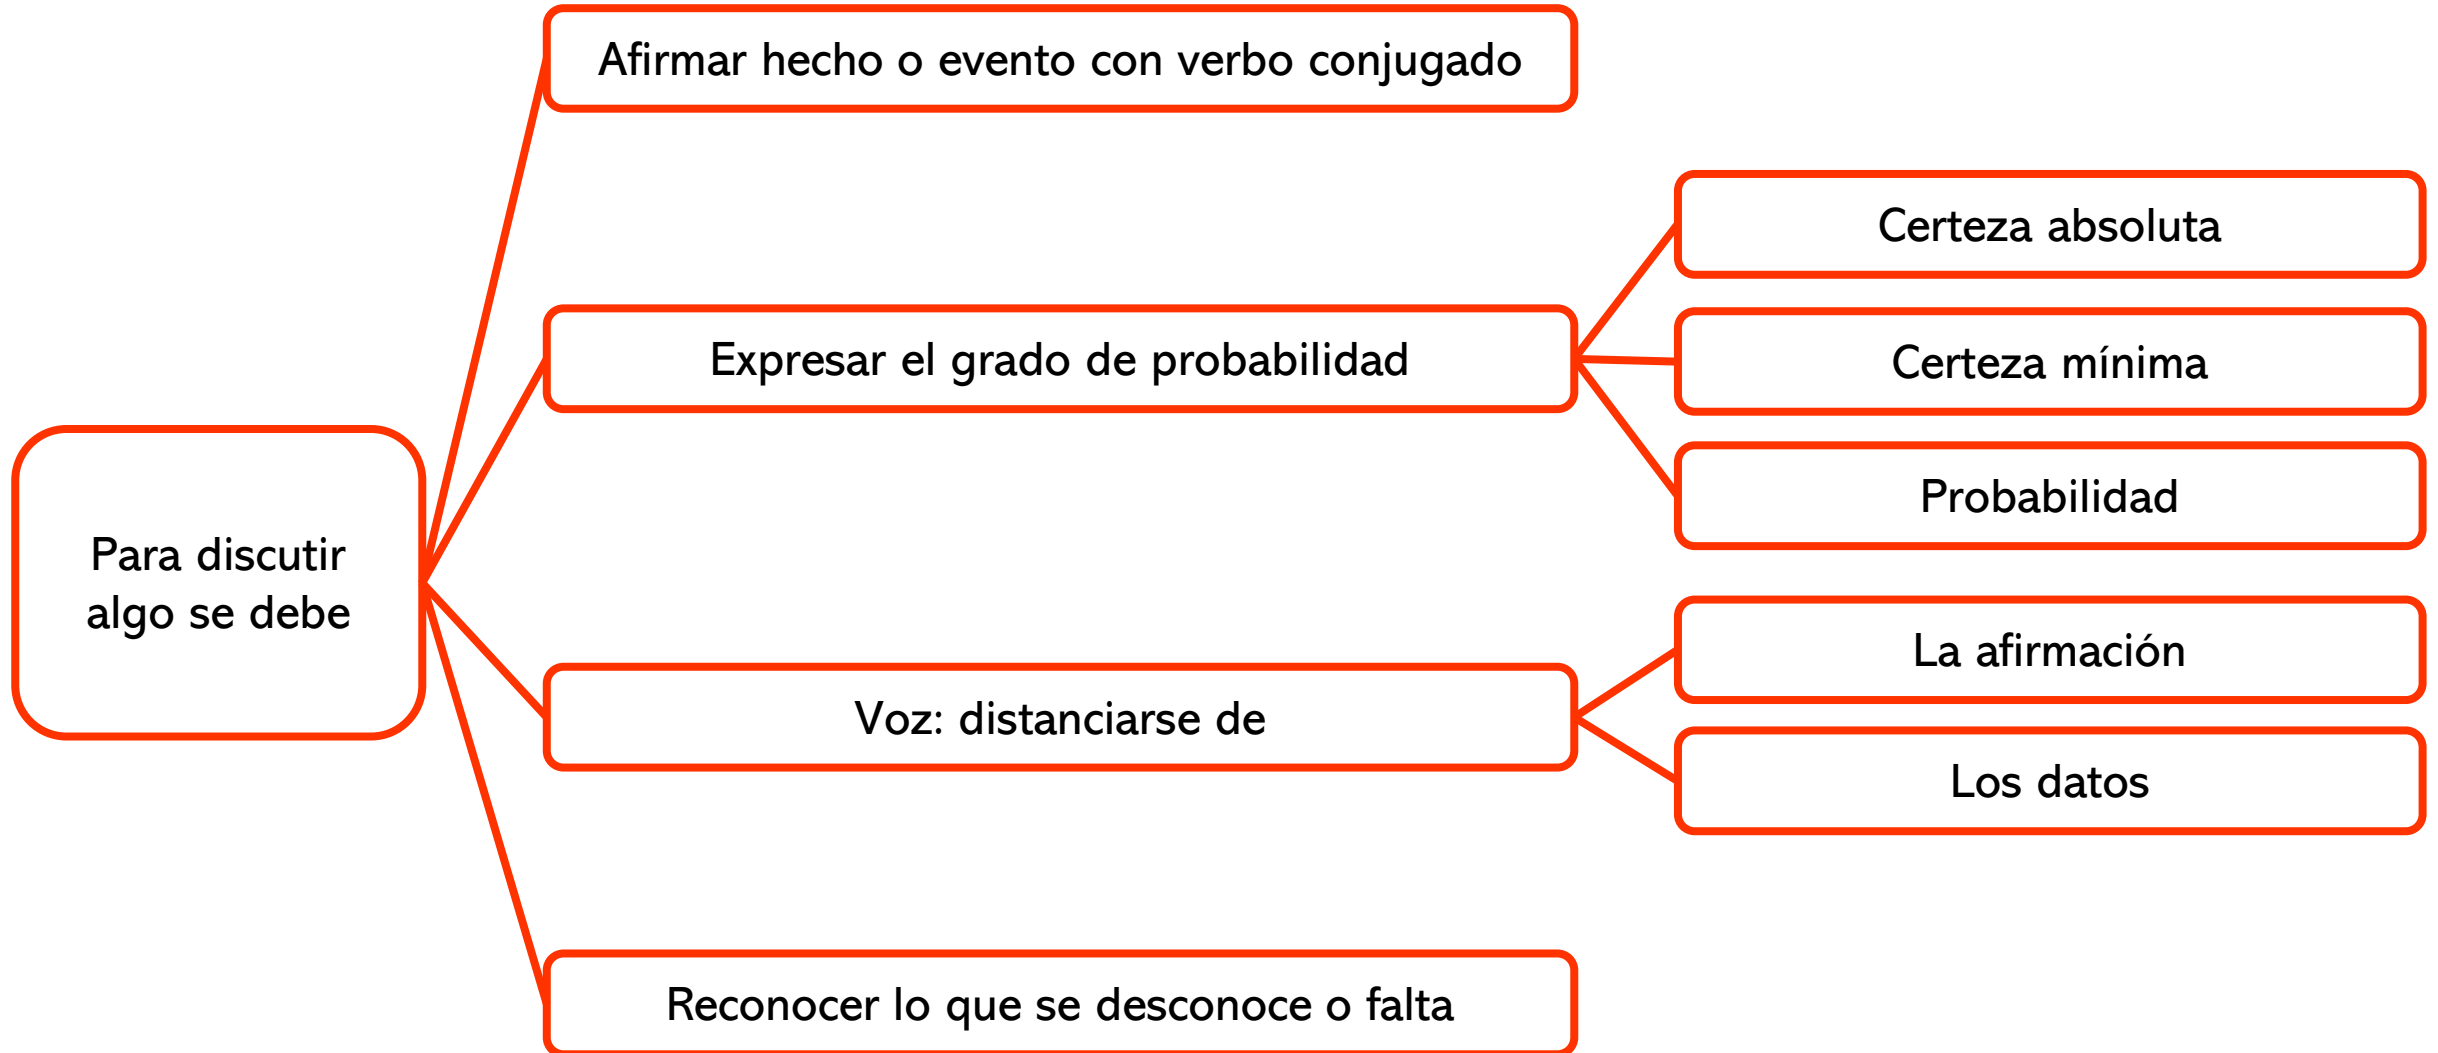 Para discutir
algo se debe
Afirmar hecho o evento con verbo conjugado
Expresar el grado de probabilidad
Certeza absoluta
Certeza mínima
Probabilidad
Voz: distanciarse de
La afirmación
Los datos
Reconocer lo que se desconoce o falta